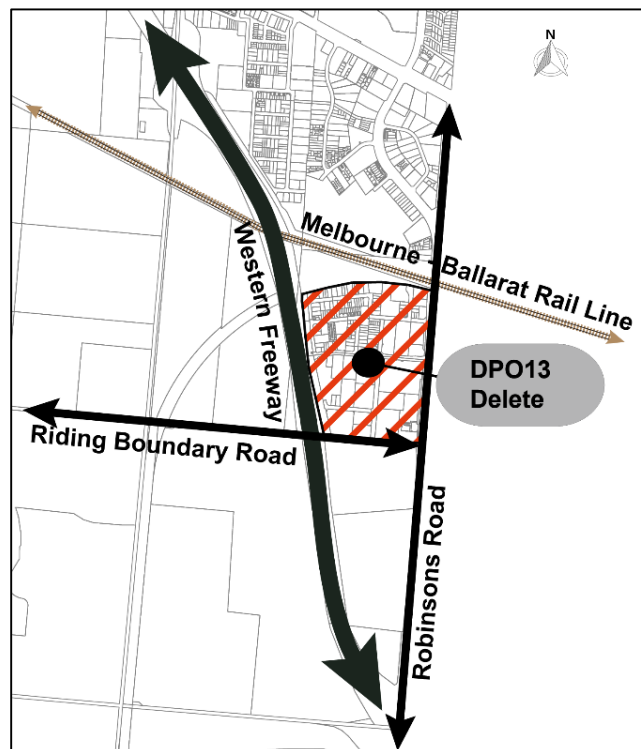 N
Melbourne - Ballarat Rail Line
Western Freeway
DPO13
Delete
Riding Boundary Road
Robinsons Road